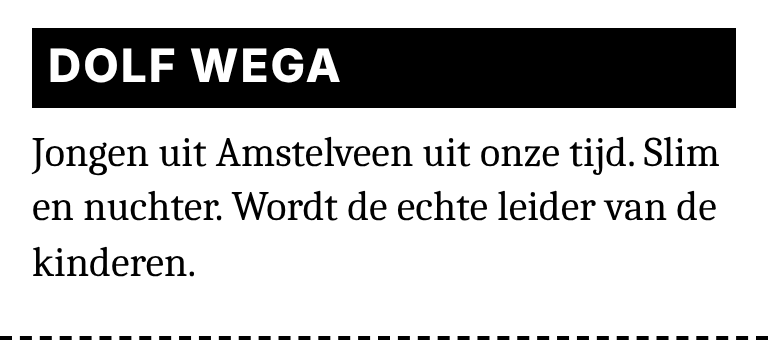 DOLF WEGA
Jongen uit Amstelveen uit onze tijd. Slim
en nuchter. Wordt de echte leider van de
kinderen.